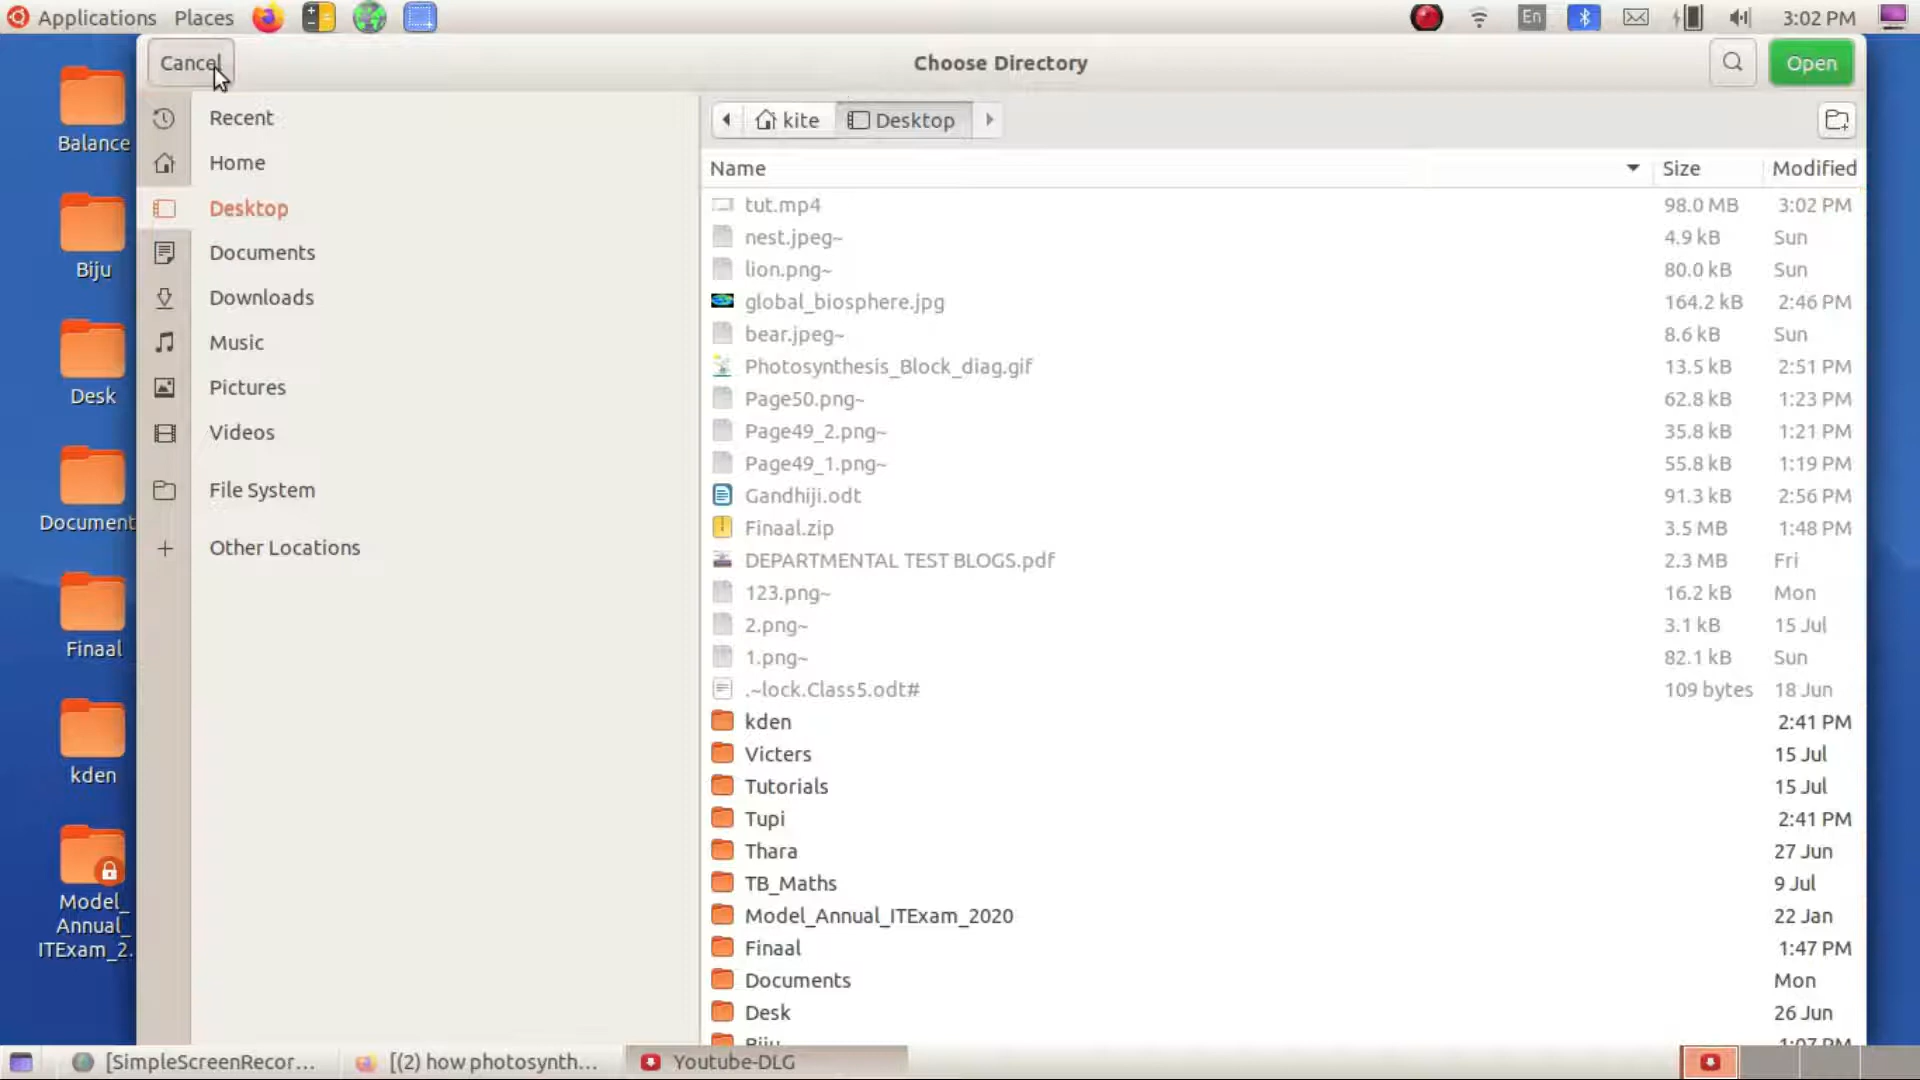 Applications Places En 3:02 PM
Cancel Choose Directory Open
Balance
Biju
Desk
Document
Finaal
kden
Model_
Annual_
ITExam_2.
Recent
Home
Desktop
Documents
Downloads
Music
Pictures
Videos
File System
Other Locations
kite Desktop
Name Size Modified
tut.mp4 98.0 MB 3:02 PM
nest.jpeg~ 4.9 kB Sun
lion.png~ 80.0 kB Sun
global_biosphere.jpg 164.2 kB 2:46 PM
bear.jpeg~ 8.6 kB Sun
Photosynthesis_Block_diag.gif 13.5 kB 2:51 PM
Page50.png~ 62.8 kB 1:23 PM
Page49_2.png~ 35.8 kB 1:21 PM
Page49_1.png~ 55.8 kB 1:19 PM
Gandhiji.odt 91.3 kB 2:56 PM
Finaal.zip 3.5 MB 1:48 PM
DEPARTMENTAL TEST BLOGS.pdf 2.3 MB Fri
123.png~ 16.2 kB Mon
2.png~ 3.1 kB 15 Jul
1.png~ 82.1 kB Sun
.~lock.Class5.odt# 109 bytes 18 Jun
kden 2:41 PM
Victers 15 Jul
Tutorials 15 Jul
Tupi 2:41 PM
Thara 27 Jun
TB_Maths 9 Jul
Model_Annual_ITExam_2020 22 Jan
Finaal 1:47 PM
Documents Mon
Desk 26 Jun
Biju 1:07 PM
[SimpleScreenRecor... [(2) how photosynth... Youtube-DLG